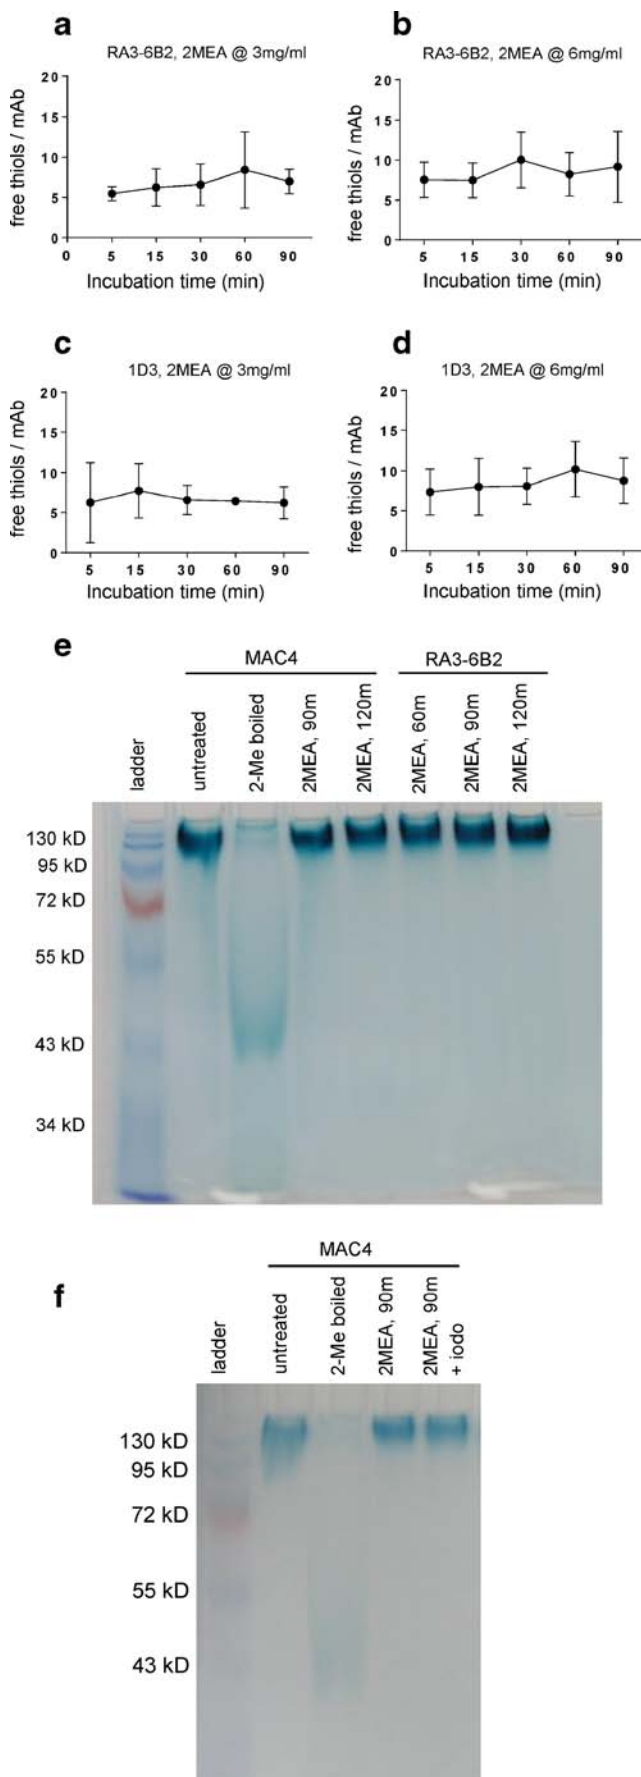 a
RA3-6B2, 2MEA @ 3mg/ml
free thiols / mAb
20
15
10
5
0
0 5 15 30 60 90
Incubation time (min)
b
RA3-6B2, 2MEA @ 6mg/ml
free thiols / mAb
20
15
10
5
0
5 15 30 60 90
Incubation time (min)
c
1D3, 2MEA @ 3mg/ml
free thiols / mAb
20
15
10
5
0
5 15 30 60 90
Incubation time (min)
d
1D3, 2MEA @ 6mg/ml
free thiols / mAb
20
15
10
5
0
5 15 30 60 90
Incubation time (min)
e
MAC4
RA3-6B2
ladder
untreated
2-Me boiled
2MEA, 90m
2MEA, 120m
2MEA, 60m
2MEA, 90m
2MEA, 120m
130 kD
95 kD
72 kD
55 kD
43 kD
34 kD
f
MAC4
ladder
untreated
2-Me boiled
2MEA, 90m
2MEA, 90m
+ iodo
130 kD
95 kD
72 kD
55 kD
43 kD